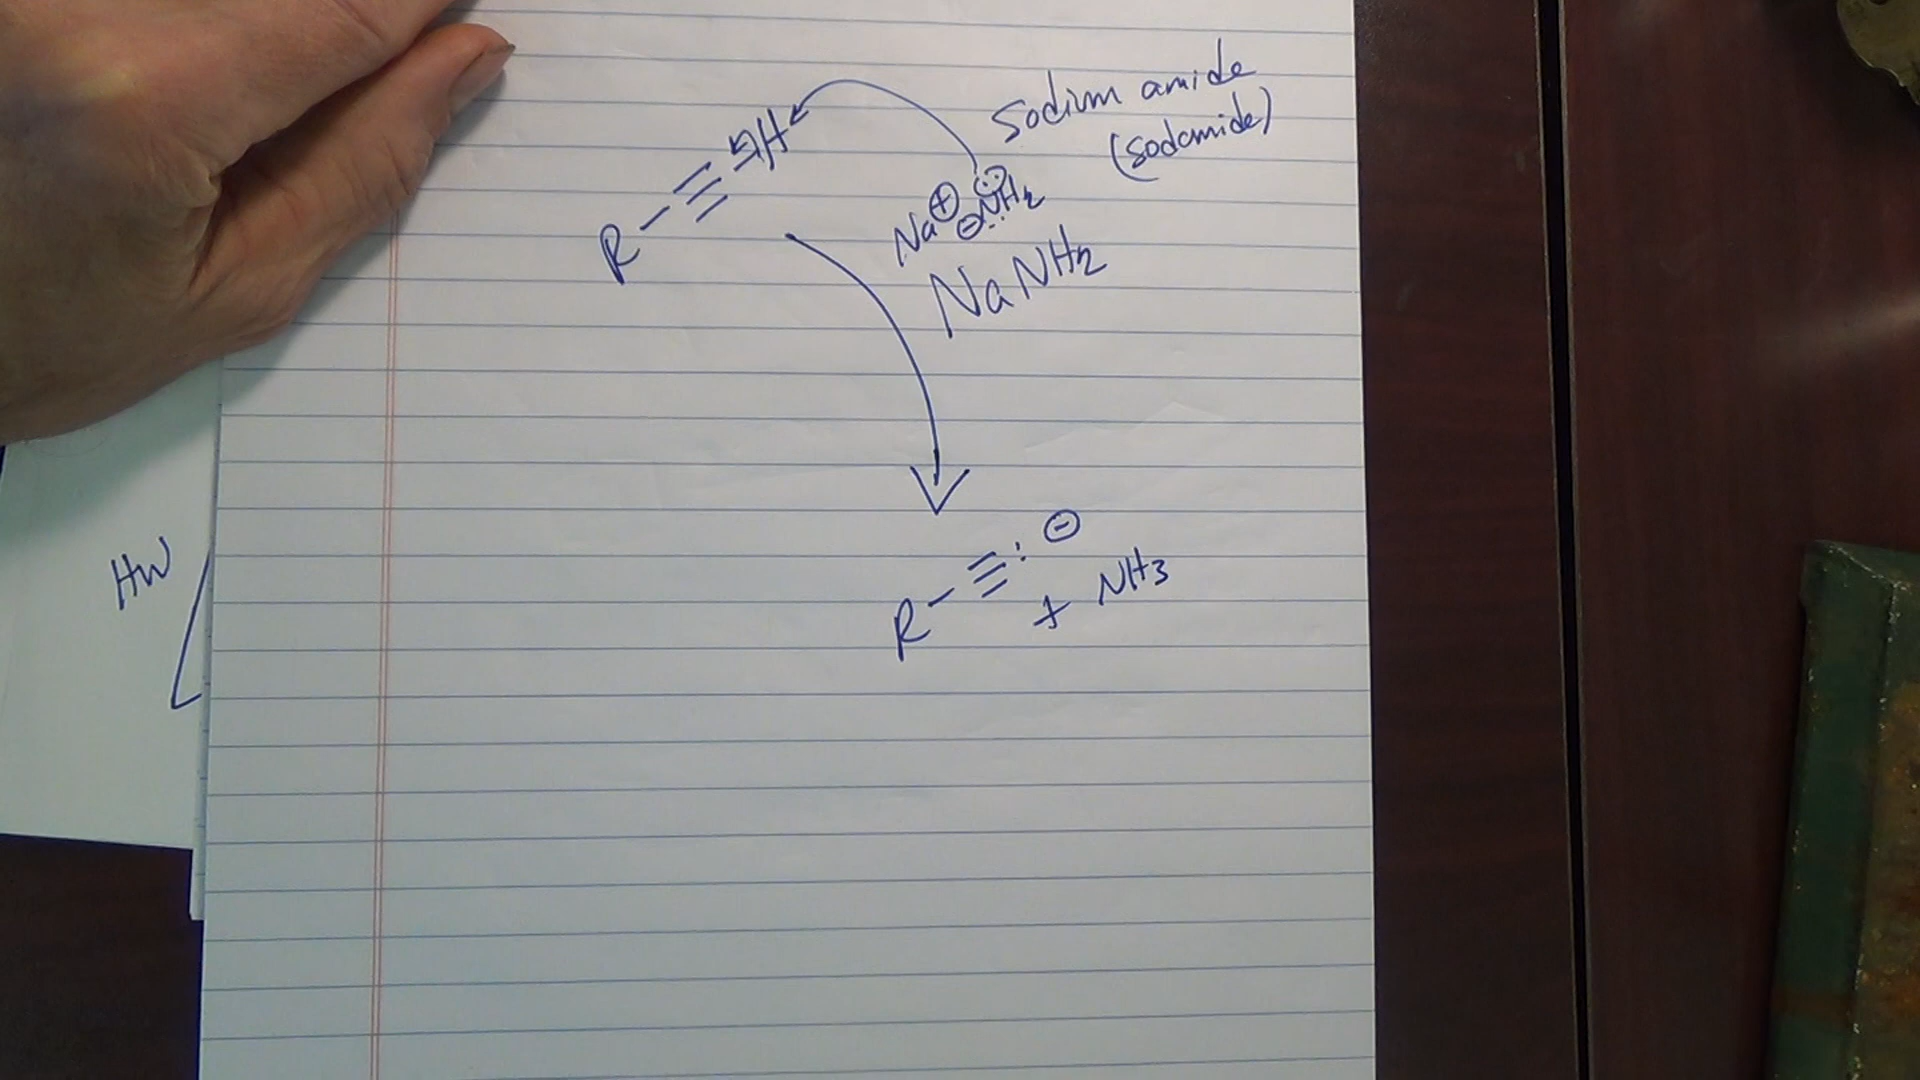 Sodium amide
(sodamide)
R-≡-H
Na⊕ ⊖:NH2
NaNH2
R-≡: ⊖
+ NH3
HW